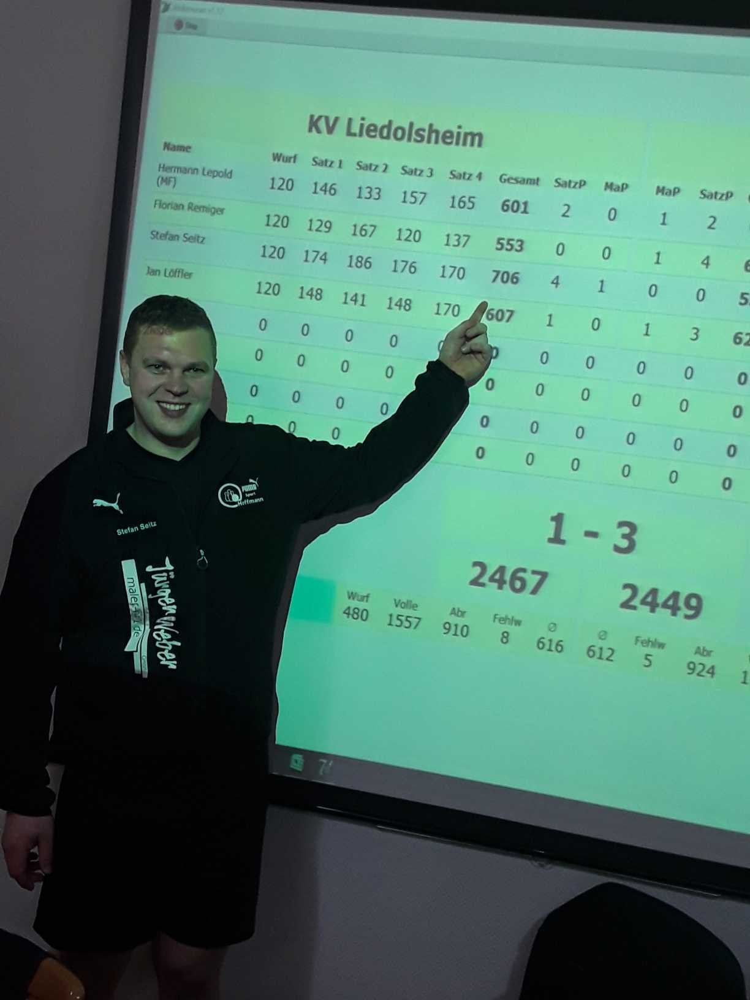 Stop
KV Liedolsheim
Name Wurf Satz 1 Satz 2 Satz 3 Satz 4 Gesamt SatzP MaP MaP SatzP
Hermann Lepold
(MF) 120 146 133 157 165 601 2 0 1 2
Florian Remiger 120 129 167 120 137 553 0 0 1 4
Stefan Seitz 120 174 186 176 170 706 4 1 0 0
Jan Löffler 120 148 141 148 170 607 1 0 1 3
0 0 0 0 0 0 0 0 0 0
0 0 0 0 0 0 0 0 0 0
0 0 0 0 0 0 0 0 0 0
0 0 0 0 0 0 0 0 0
1 - 3
2467 2449
Wurf Volle Abr Fehlw Ø Ø Fehlw Abr
480 1557 910 8 616 612 5 924
PUMA
Sport
Hoffmann
Stefan Seitz
Jürgen Weber